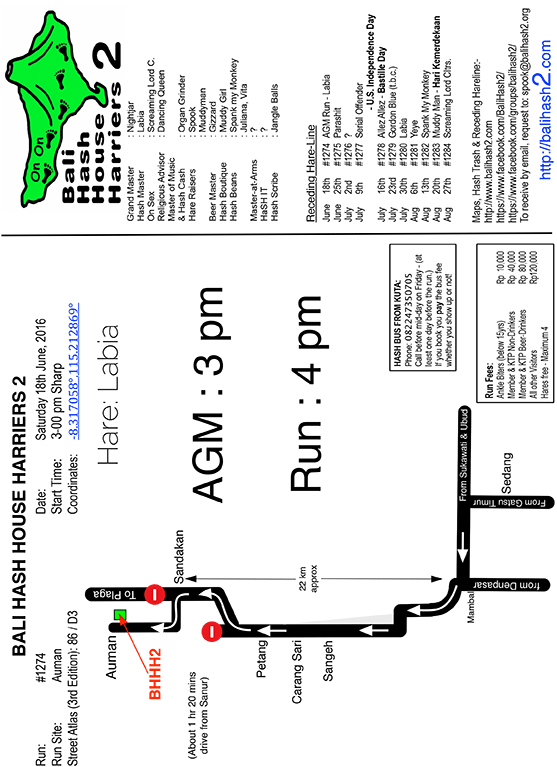 BALI HASH HOUSE HARRIERS 2
Run: #1274
Run Site: Auman
Street Atlas (3rd Edition): 86 / D3
Date: Saturday 18th June, 2016
Start Time: 3-00 pm Sharp
Coordinates: -8.317058°,115.212869°
Hare: Labia
AGM : 3 pm
Run : 4 pm
Auman
BHHH2
To Plaga
Sandakan
(About 1 hr 20 mins
drive from Sanur)
Petang
Carang Sari
Sangeh
22 km
approx
Mambal
From Sukawati & Ubud
From Gatsu Timur
from Denpasar
Sedang
HASH BUS FROM KUTA:
Phone: 082247350705
Call before mid-day on Friday - (at
least one day before the run.)
If you book you pay the bus fee
whether you show up or not!
Run Fees:
Ankle Biters (below 15yrs) Rp 10.000
Member & KTP Non-Drinkers Rp 40.000
Member & KTP Beer-Drinkers Rp 80.000
All other Visitors Rp120.000
Hares free - Maximum 4
On On
Bali
Hash
House
Harriers 2
Grand Master : Nightjar
Hash Master : Labia
On Sex : Screaming Lord C.
Religious Advisor : Dancing Queen
Master of Music
& Hash Cash : Organ Grinder
Hare Raisers : Spook
: Muddyman
Beer Master : Gizzard
Hash Boutique : Muddy Girl
Hash Beans : Spank my Monkey
: Juliana, Vita
Master-at-Arms : ?
HaSH IT : ?
Hash Scribe : Jangle Balls
Receding Hare-Line
June 18th #1274 AGM Run - Labia
June 25th #1275 Parashit
July 2nd #1276 ?
July 9th #1277 Serial Offender
- U.S. Independence Day
July 16th #1278 Allez Allez - Bastille Day
July 23rd #1279 Gordon Blue (t.b.c.)
July 30th #1280 Labia
Aug 6th #1281 Yeye
Aug 13th #1282 Spank My Monkey
Aug 20th #1283 Muddy Man - Hari Kemerdekaan
Aug 27th #1284 Screaming Lord Cltrs.
Maps, Hash Trash & Receding Hareline:-
http://www.balihash2.com
https://www.facebook.com/BaliHash2/
https://www.facebook.com/groups/balihash2/
To receive by email, request to: spook@balihash2.org
http://balihash2.com